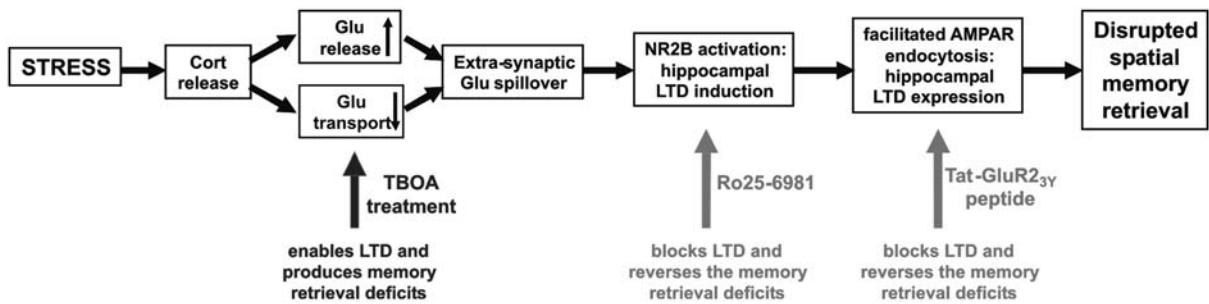 STRESS
Cort
release
Glu
release
Glu
transport
Extra-synaptic
Glu spillover
NR2B activation:
hippocampal
LTD induction
facilitated AMPAR
endocytosis:
hippocampal
LTD expression
Disrupted
spatial
memory
retrieval
TBOA
treatment
enables LTD and
produces memory
retrieval deficits
Ro25-6981
blocks LTD and
reverses the memory
retrieval deficits
Tat-GluR2₃Y
peptide
blocks LTD and
reverses the memory
retrieval deficits